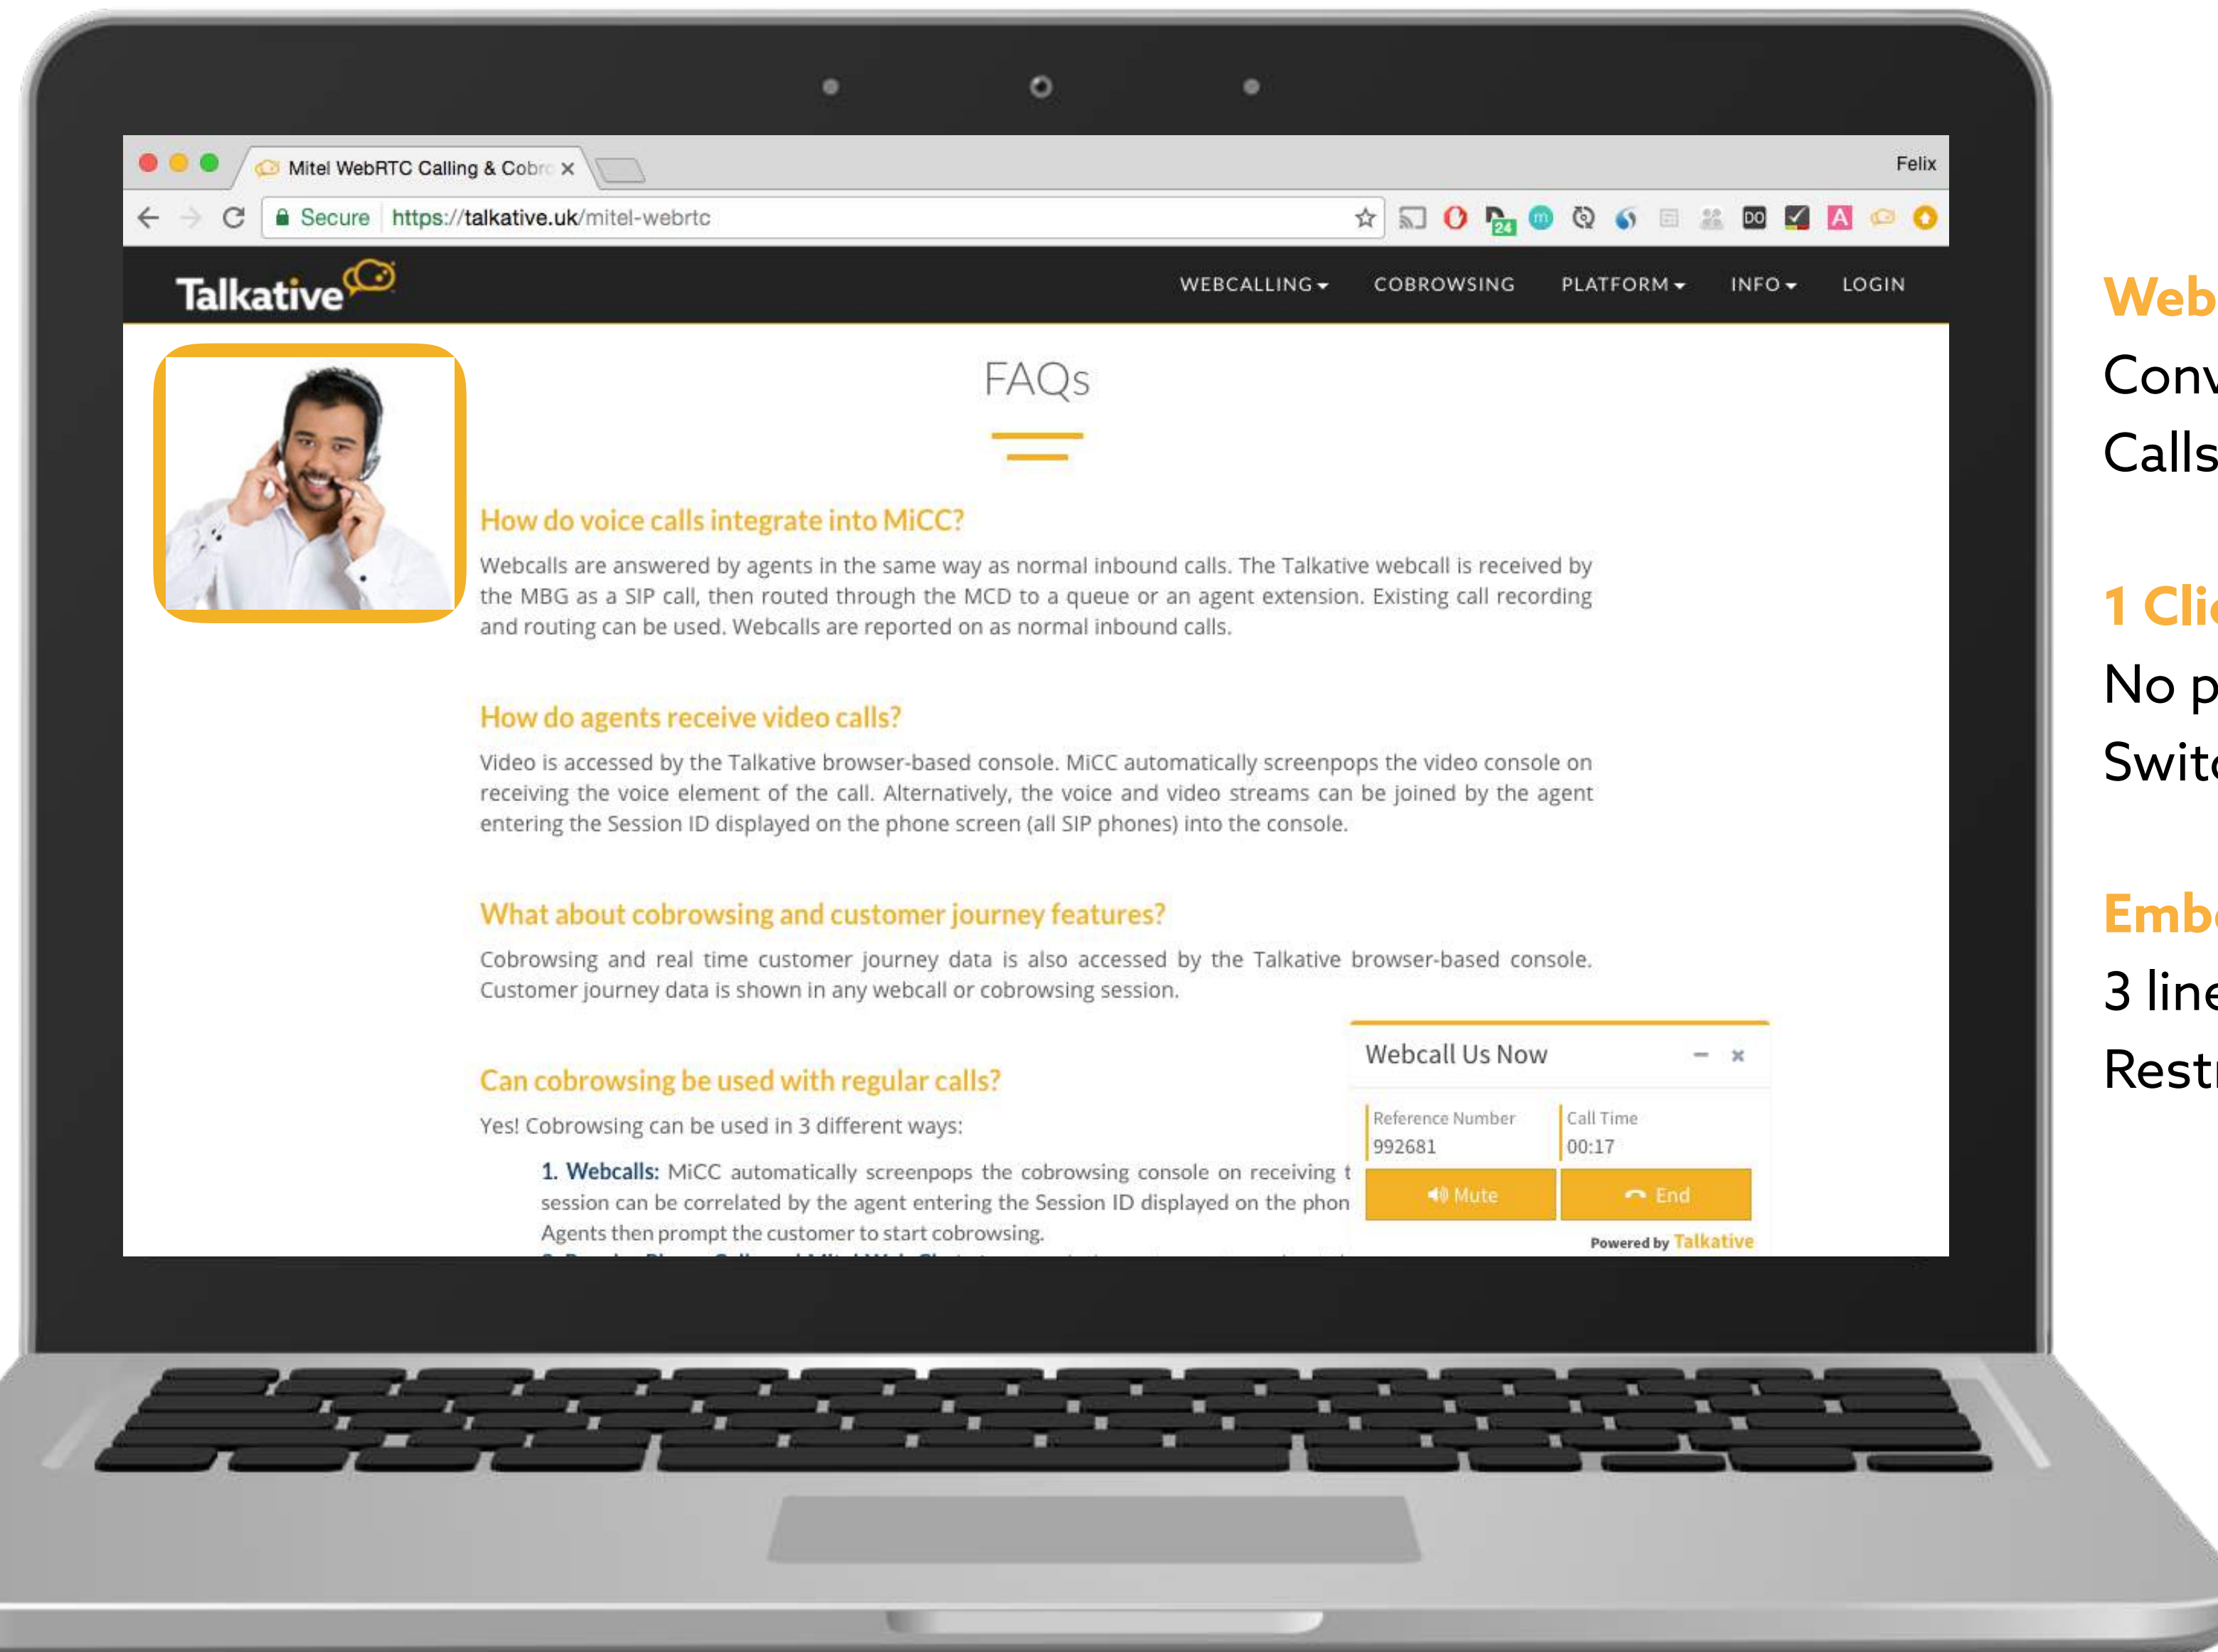 Mitel WebRTC Calling & Cobro
Felix
Secure https://talkative.uk/mitel-webrtc
24
m
DO
A
Talkative
WEBCALLING COBROWSING PLATFORM INFO LOGIN
FAQs
How do voice calls integrate into MiCC?
Webcalls are answered by agents in the same way as normal inbound calls. The Talkative webcall is received by
the MBG as a SIP call, then routed through the MCD to a queue or an agent extension. Existing call recording
and routing can be used. Webcalls are reported on as normal inbound calls.
How do agents receive video calls?
Video is accessed by the Talkative browser-based console. MiCC automatically screenpops the video console on
receiving the voice element of the call. Alternatively, the voice and video streams can be joined by the agent
entering the Session ID displayed on the phone screen (all SIP phones) into the console.
What about cobrowsing and customer journey features?
Cobrowsing and real time customer journey data is also accessed by the Talkative browser-based console.
Customer journey data is shown in any webcall or cobrowsing session.
Can cobrowsing be used with regular calls?
Yes! Cobrowsing can be used in 3 different ways:
1. Webcalls: MiCC automatically screenpops the cobrowsing console on receiving t
session can be correlated by the agent entering the Session ID displayed on the phon
Agents then prompt the customer to start cobrowsing.
Webcall Us Now
Reference Number
992681
Call Time
00:17
Mute
End
Powered by Talkative
Web
Conv
Calls
1 Clic
No p
Switc
Embe
3 line
Restr